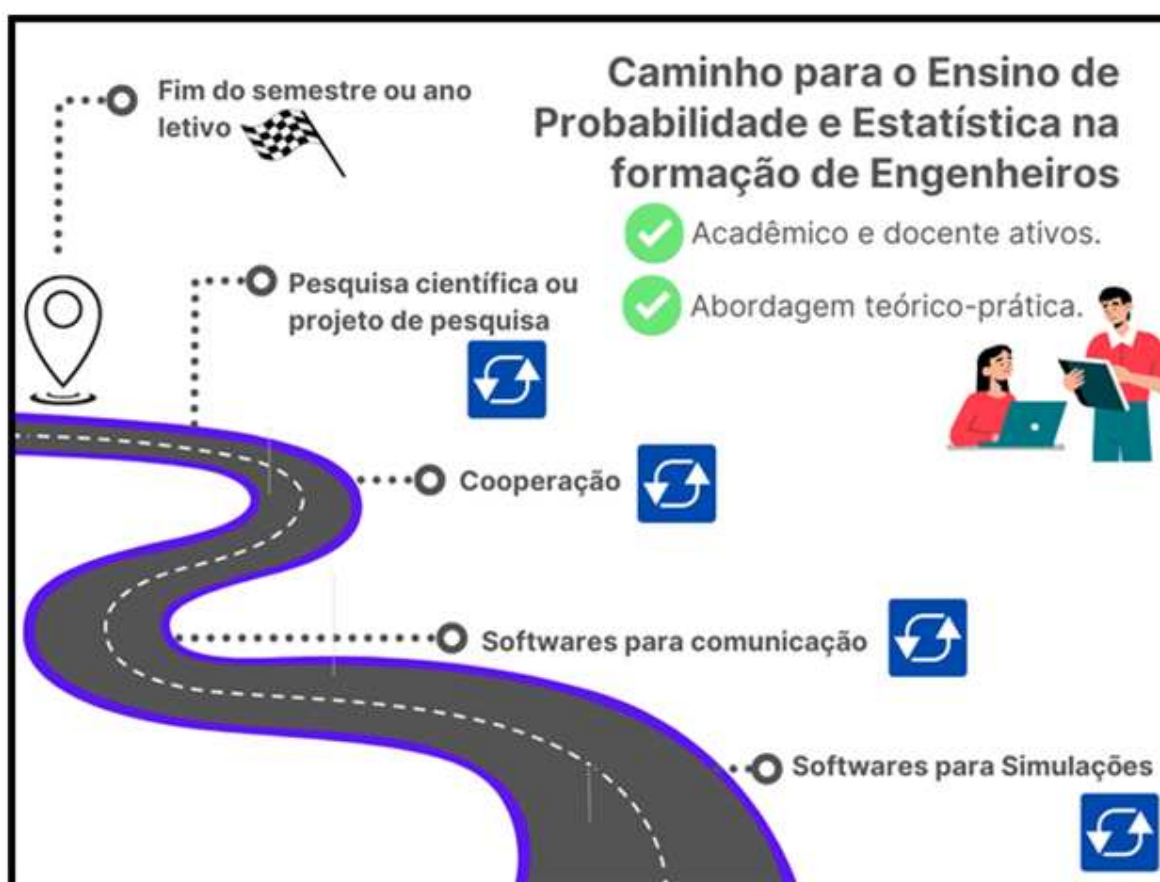 Caminho para o Ensino de
Probabilidade e Estatística na
formação de Engenheiros
Acadêmico e docente ativos.
Abordagem teórico-prática.
Fim do semestre ou ano
letivo
Pesquisa científica ou
projeto de pesquisa
Cooperação
Softwares para comunicação
Softwares para Simulações